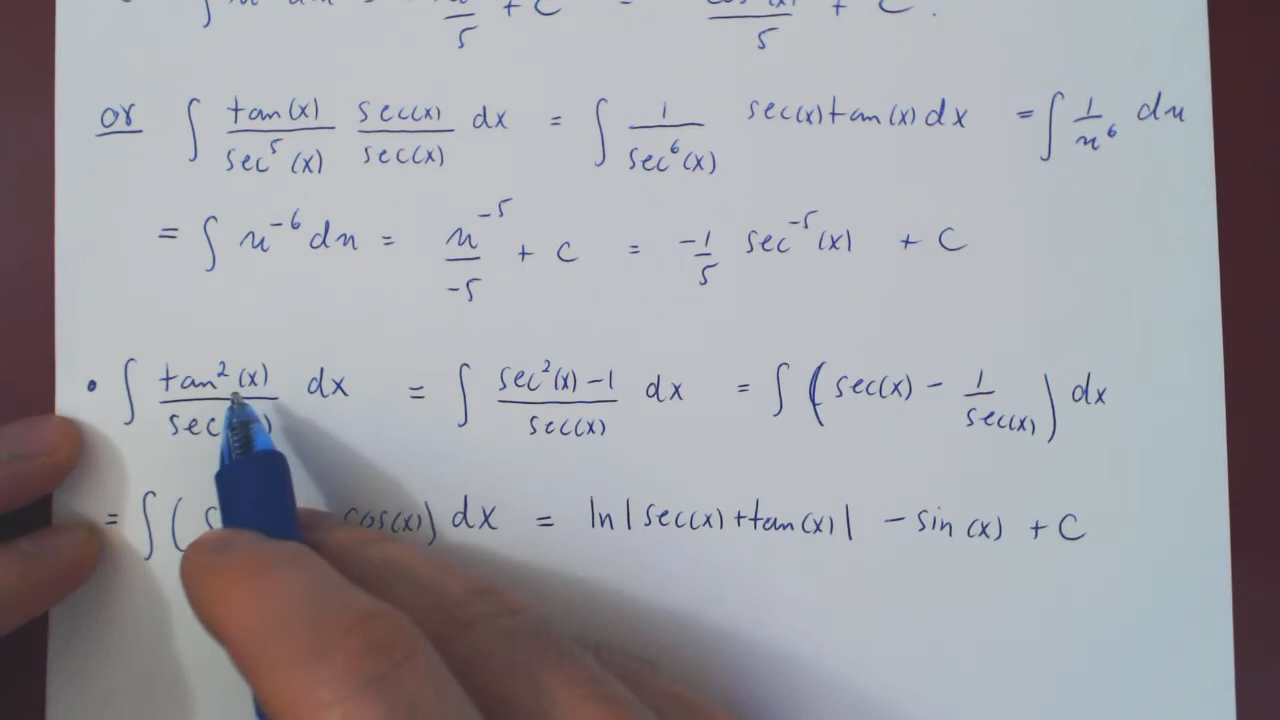 5 + C = 5 + C.
or ∫ tan(x)/sec⁵(x) sec(x)/sec(x) dx = ∫ 1/sec⁶(x) sec(x)tan(x)dx = ∫ 1/u⁶ du
= ∫ u⁻⁶ du = u⁻⁵/-5 + C = -1/5 sec⁻⁵(x) + C
• ∫ tan²(x)/sec dx = ∫ sec²(x)-1/sec(x) dx = ∫ (sec(x) - 1/sec(x)) dx
= ∫ ( cos(x)) dx = ln|sec(x)+tan(x)| - sin(x) + C